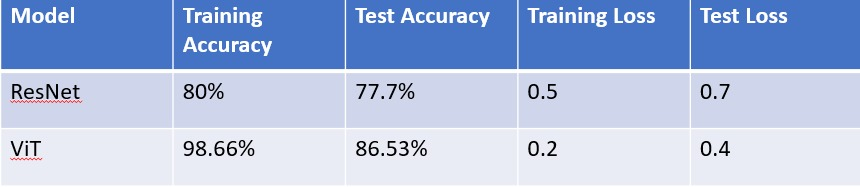 Model Training Accuracy Test Accuracy Training Loss Test Loss
ResNet 80% 77.7% 0.5 0.7
ViT 98.66% 86.53% 0.2 0.4